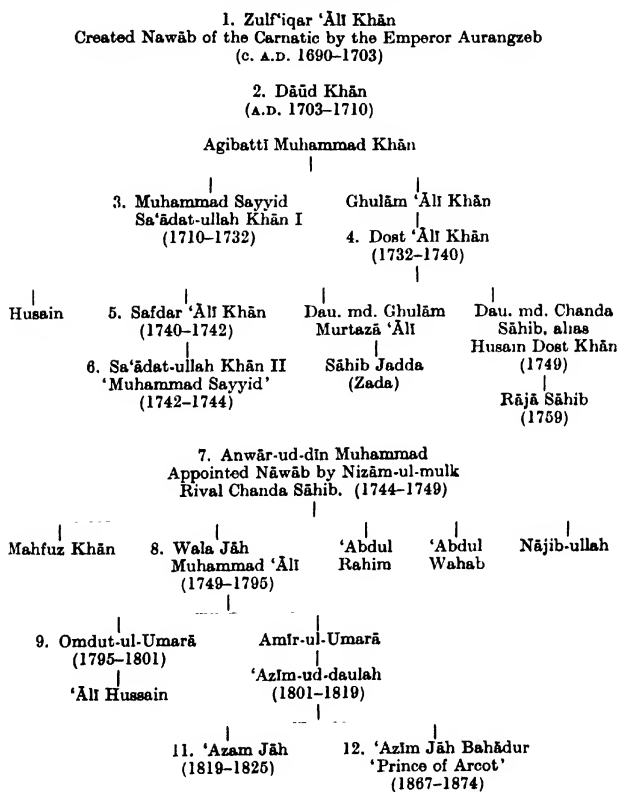 1. Zulf‘iqar ‘Ālī Khān
Created Nawāb of the Carnatic by the Emperor Aurangzeb
(c. A.D. 1690–1703)
2. Dāūd Khān
(A.D. 1703–1710)
Agibattī Muhammad Khān
3. Muhammad Sayyid
Sa‘ādat-ullah Khān I
(1710–1732)
Ghulām ‘Ālī Khān
4. Dost ‘Ālī Khān
(1732–1740)
Husain
5. Safdar ‘Ālī Khān
(1740–1742)
6. Sa‘ādat-ullah Khān II
‘Muhammad Sayyid’
(1742–1744)
Dau. md. Ghulām
Murtazā ‘Ālī
Sāhib Jadda
(Zada)
Dau. md. Chanda
Sāhib, alias
Husain Dost Khān
(1749)
Rājā Sāhib
(1759)
7. Anwār-ud-dīn Muhammad
Appointed Nāwāb by Nizām-ul-mulk
Rival Chanda Sāhib. (1744–1749)
Mahfuz Khān
8. Wala Jāh
Muhammad ‘Ālī
(1749–1795)
‘Abdul
Rahim
‘Abdul
Wahab
Nājib-ullah
9. Omdut-ul-Umarā
(1795–1801)
‘Ālī Hussain
Amīr-ul-Umarā
‘Azīm-ud-daulah
(1801–1819)
11. ‘Azam Jāh
(1819–1825)
12. ‘Azīm Jāh Bahādur
‘Prince of Arcot’
(1867–1874)